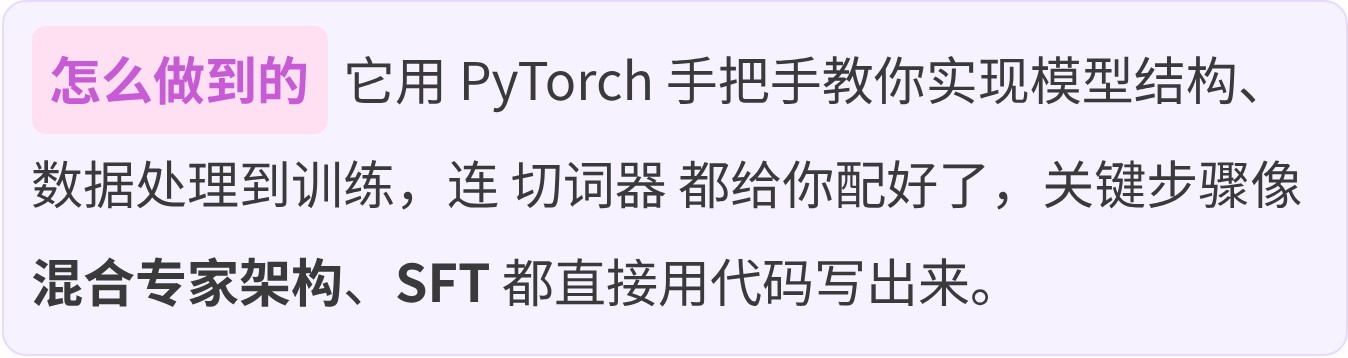 怎么做到的 它用 PyTorch 手把手教你实现模型结构、
数据处理到训练，连 切词器 都给你配好了，关键步骤像
混合专家架构、SFT 都直接用代码写出来。